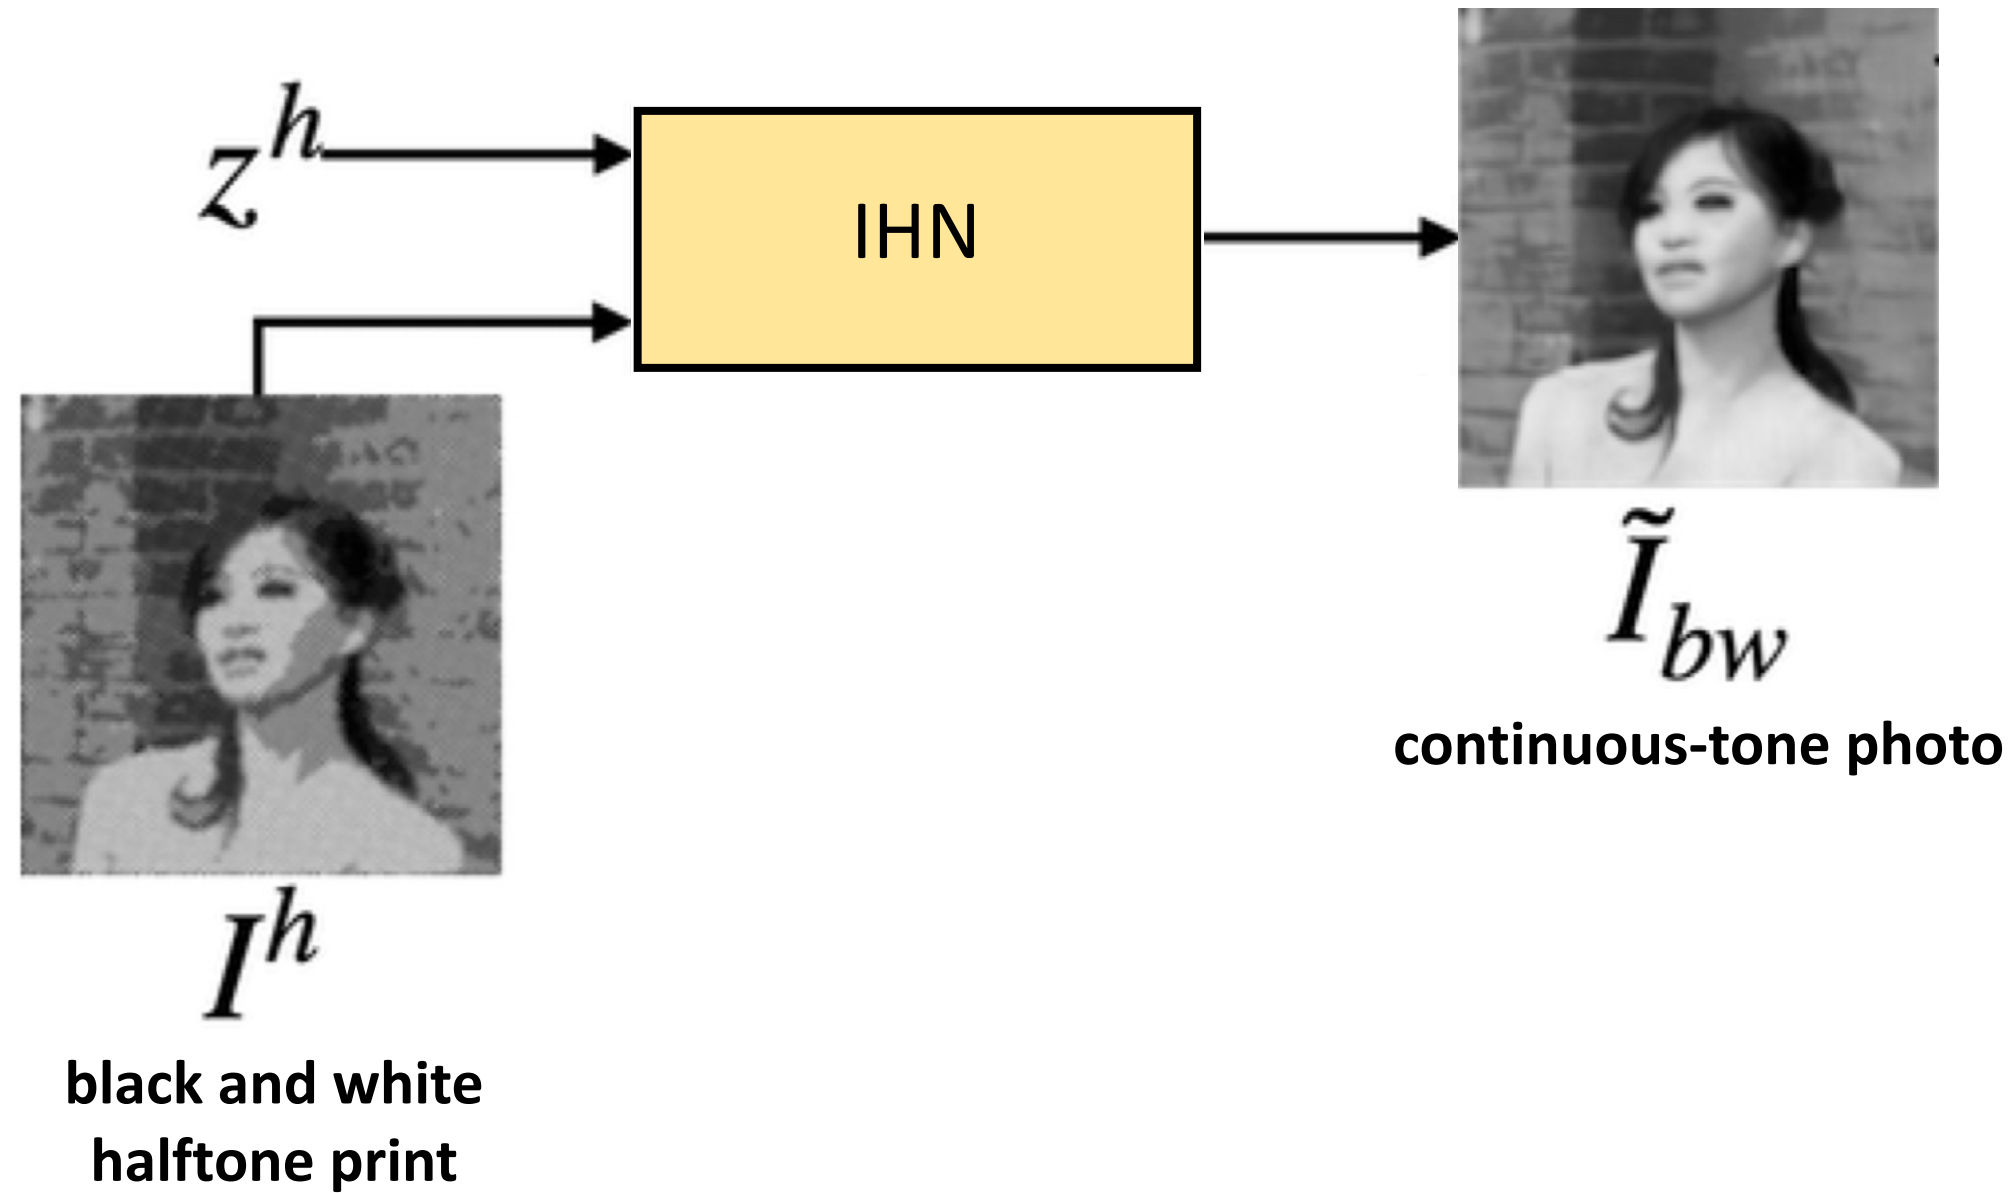 z^h
IHN
Ĩ_bw
continuous-tone photo
I^h
black and white
halftone print